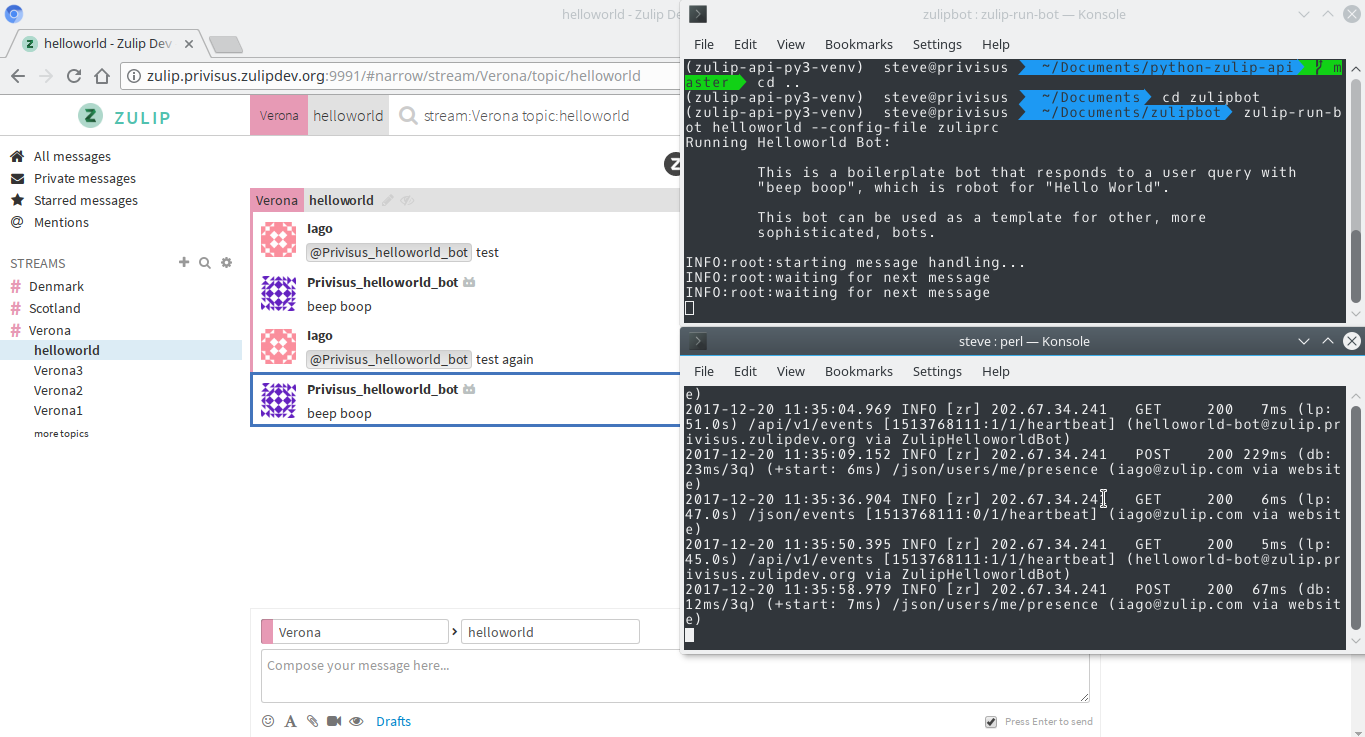 helloworld - Zulip De
helloworld - Zulip Dev
zulip.privisus.zulipdev.org:9991/#narrow/stream/Verona/topic/helloworld
ZULIP
Verona
helloworld
stream:Verona topic:helloworld
All messages
Private messages
Starred messages
@ Mentions
STREAMS
# Denmark
# Scotland
# Verona
helloworld
Verona3
Verona2
Verona1
more topics
Verona helloworld
Iago
@Privisus_helloworld_bot test
Privisus_helloworld_bot
beep boop
Iago
@Privisus_helloworld_bot test again
Privisus_helloworld_bot
beep boop
Verona › helloworld
Compose your message here...
Drafts
Press Enter to send
zulipbot : zulip-run-bot — Konsole
File Edit View Bookmarks Settings Help
(zulip-api-py3-venv) steve@privisus ~/Documents/python-zulip-api m
aster cd ..
(zulip-api-py3-venv) steve@privisus ~/Documents cd zulipbot
(zulip-api-py3-venv) steve@privisus ~/Documents/zulipbot zulip-run-b
ot helloworld --config-file zuliprc
Running Helloworld Bot:
This is a boilerplate bot that responds to a user query with
"beep boop", which is robot for "Hello World".
This bot can be used as a template for other, more
sophisticated, bots.
INFO:root:starting message handling...
INFO:root:waiting for next message
INFO:root:waiting for next message
steve : perl — Konsole
File Edit View Bookmarks Settings Help
e)
2017-12-20 11:35:04.969 INFO [zr] 202.67.34.241 GET 200 7ms (lp:
51.0s) /api/v1/events [1513768111:1/1/heartbeat] (helloworld-bot@zulip.pr
ivisus.zulipdev.org via ZulipHelloworldBot)
2017-12-20 11:35:09.152 INFO [zr] 202.67.34.241 POST 200 229ms (db:
23ms/3q) (+start: 6ms) /json/users/me/presence (iago@zulip.com via websit
e)
2017-12-20 11:35:36.904 INFO [zr] 202.67.34.241 GET 200 6ms (lp:
47.0s) /json/events [1513768111:0/1/heartbeat] (iago@zulip.com via websit
e)
2017-12-20 11:35:50.395 INFO [zr] 202.67.34.241 GET 200 5ms (lp:
45.0s) /api/v1/events [1513768111:1/1/heartbeat] (helloworld-bot@zulip.pr
ivisus.zulipdev.org via ZulipHelloworldBot)
2017-12-20 11:35:58.979 INFO [zr] 202.67.34.241 POST 200 67ms (db:
12ms/3q) (+start: 7ms) /json/users/me/presence (iago@zulip.com via websit
e)